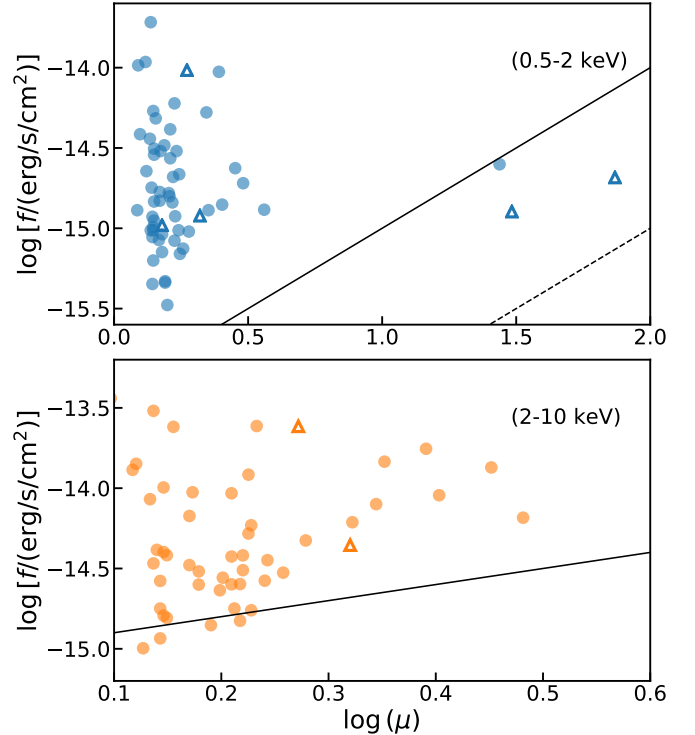 (0.5-2 keV)
log [f/(erg/s/cm²)]
−14.0
−14.5
−15.0
−15.5
0.0 0.5 1.0 1.5 2.0
(2-10 keV)
log [f/(erg/s/cm²)]
−13.5
−14.0
−14.5
−15.0
0.1 0.2 0.3 0.4 0.5 0.6
log (μ)